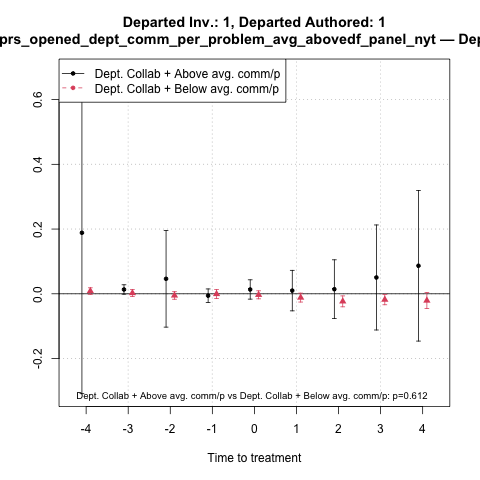 Departed Inv.: 1, Departed Authored: 1
prs_opened_dept_comm_per_problem_avg_abovedf_panel_nyt — Dep
Dept. Collab + Above avg. comm/p
Dept. Collab + Below avg. comm/p
0.6
0.4
0.2
0.0
-0.2
Dept. Collab + Above avg. comm/p vs Dept. Collab + Below avg. comm/p: p=0.612
-4 -3 -2 -1 0 1 2 3 4
Time to treatment